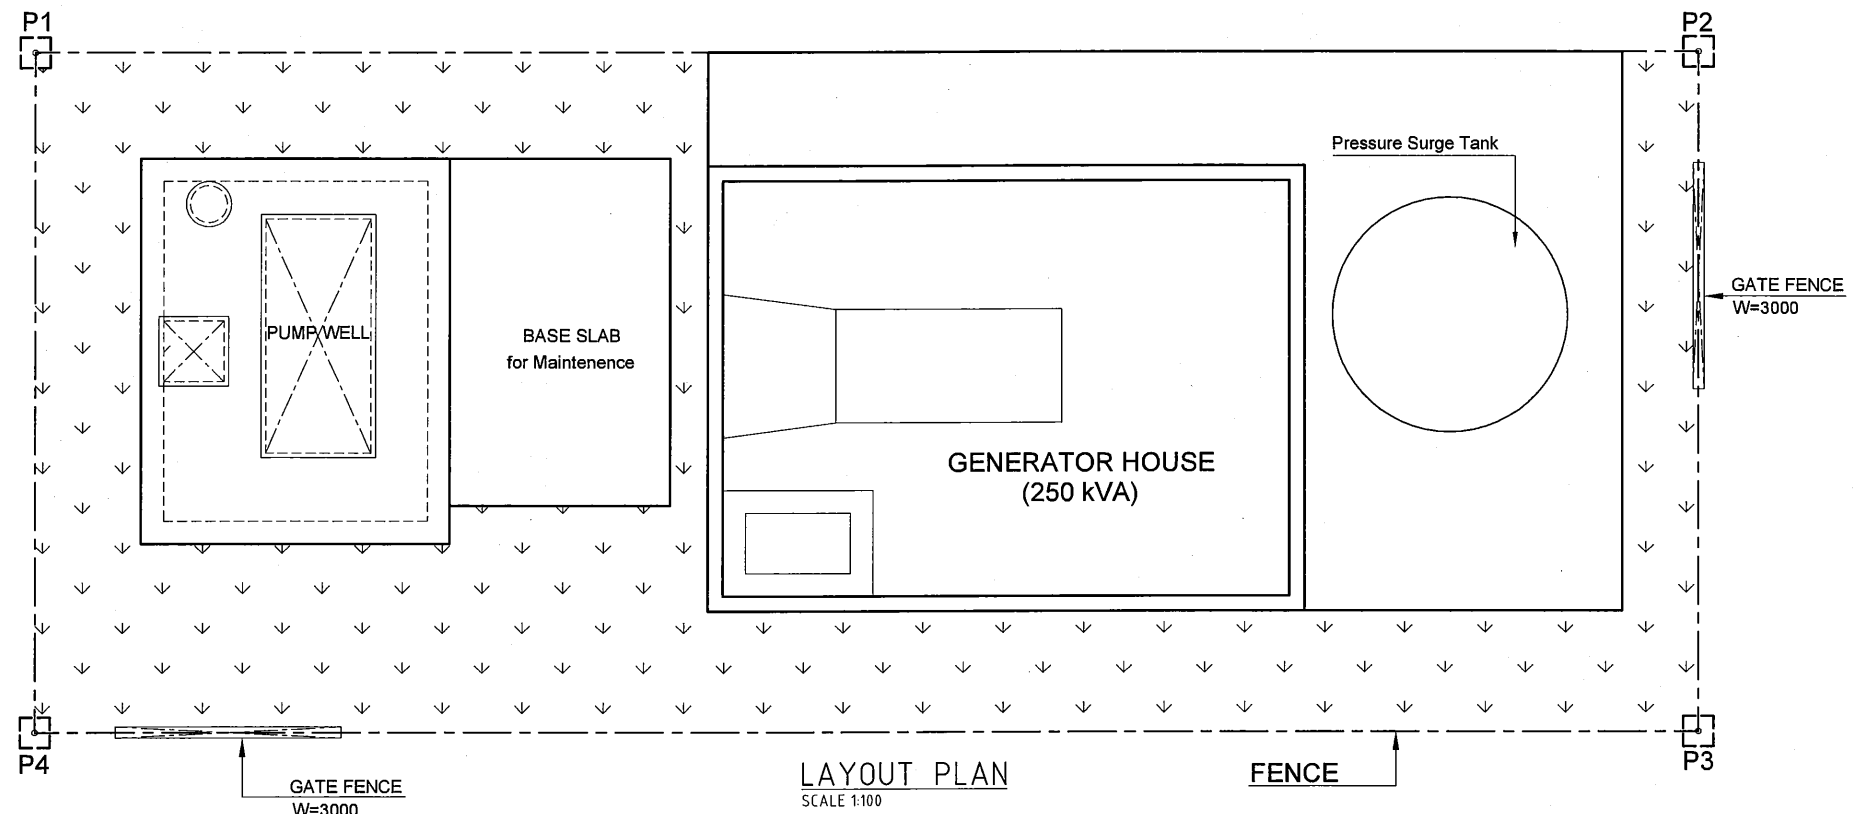 P1
P2
Pressure Surge Tank
GATE FENCE
W=3000
PUMP WELL
BASE SLAB
for Maintenence
GENERATOR HOUSE
(250 kVA)
P4
P3
LAYOUT PLAN
SCALE 1:100
FENCE
GATE FENCE
W=3000